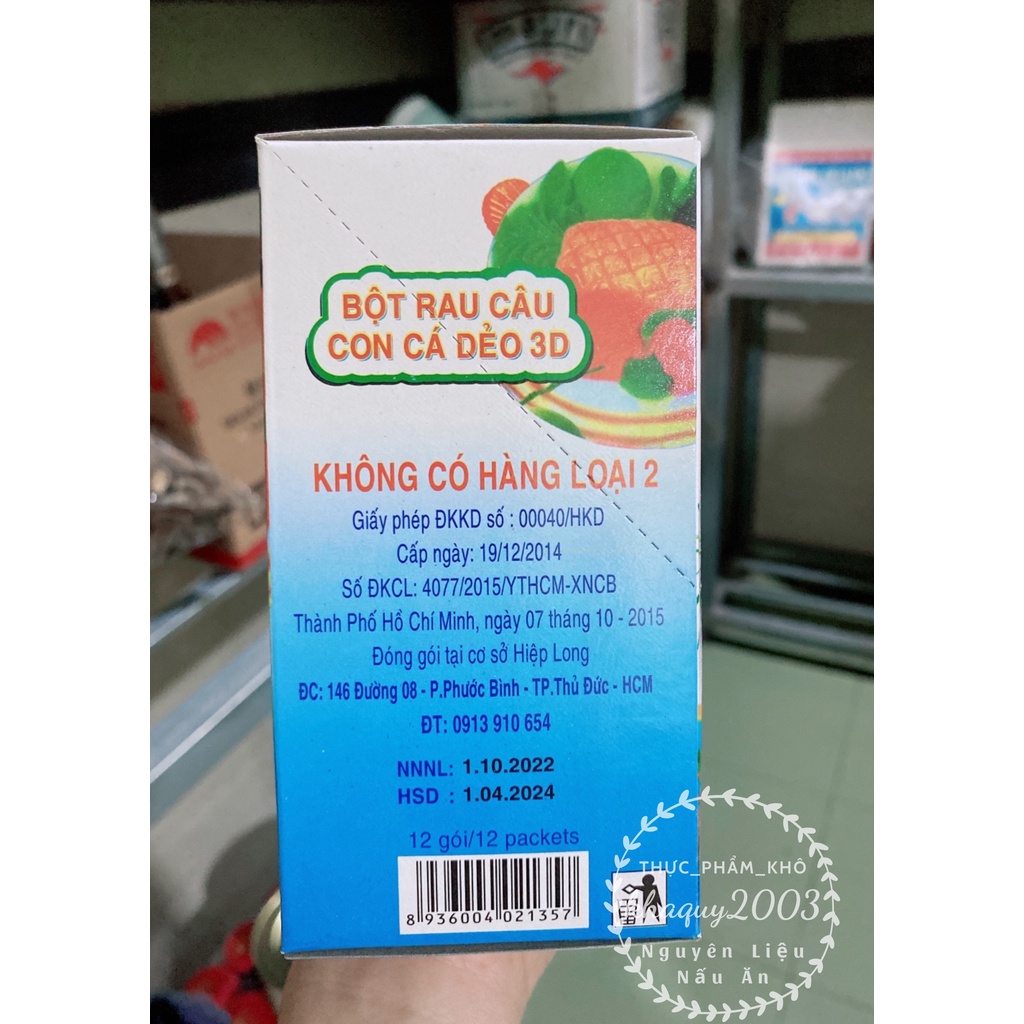 BỘT RAU CÂU
CON CÁ DẺO 3D
KHÔNG CÓ HÀNG LOẠI 2
Giấy phép ĐKKD số : 00040/HKD
Cấp ngày: 19/12/2014
Số ĐKCL: 4077/2015/YTHCM-XNCB
Thành Phố Hồ Chí Minh, ngày 07 tháng 10 - 2015
Đóng gói tại cơ sở Hiệp Long
ĐC: 146 Đường 08 - P.Phước Bình - TP.Thủ Đức - HCM
ĐT: 0913 910 654
NNNL: 1.10.2022
HSD : 1.04.2024
12 gói/12 packets
8 936004 021357
THỰC_PHẨM_KHÔ
nhaquy2003
Nguyên Liệu
Nấu Ăn